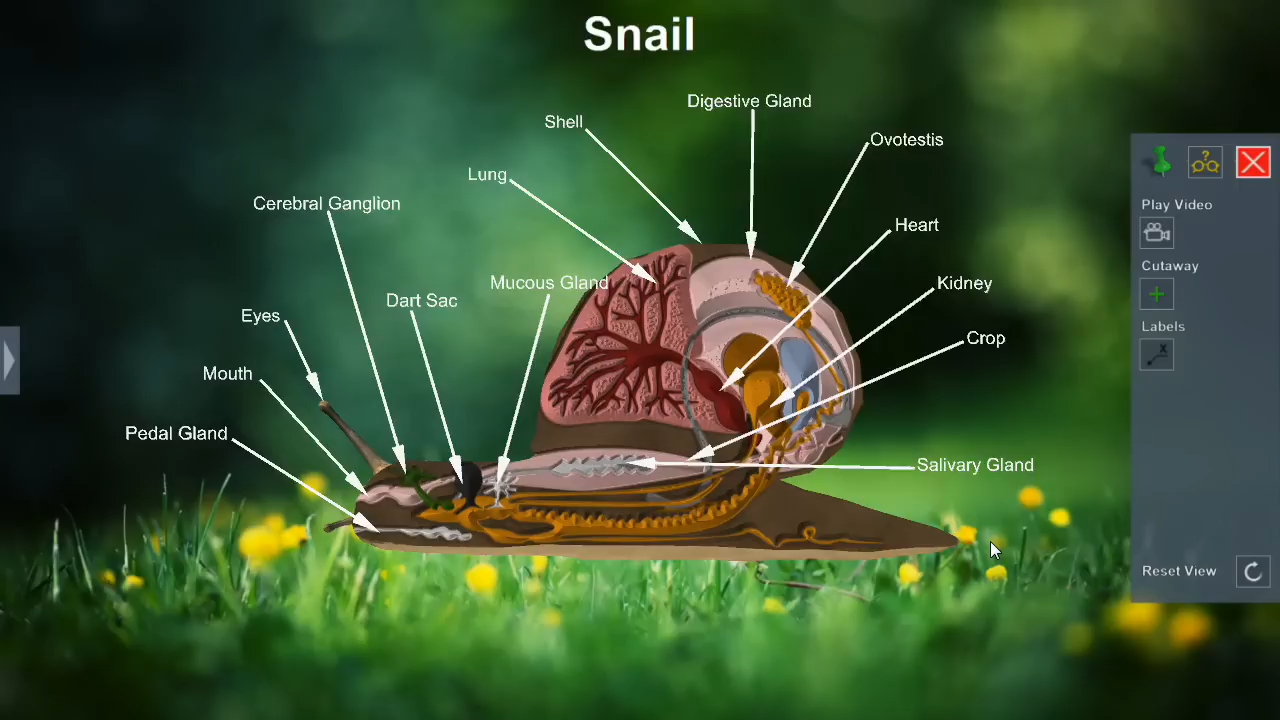 Snail
Digestive Gland
Shell
Ovotestis
Lung
Cerebral Ganglion
Heart
Mucous Gland
Kidney
Dart Sac
Eyes
Crop
Mouth
Pedal Gland
Salivary Gland
?
Play Video
Cutaway
Labels
x
Reset View